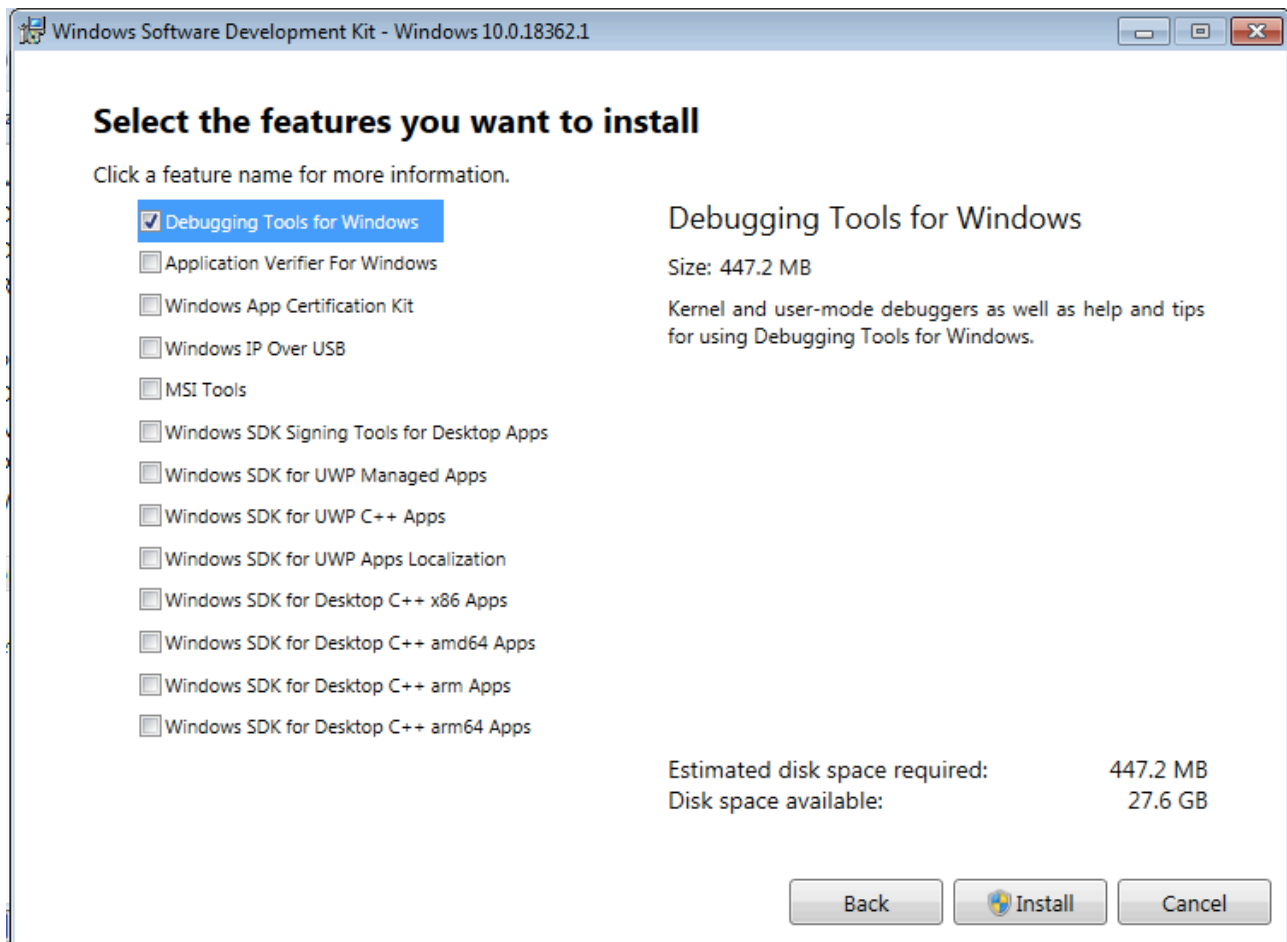 Windows Software Development Kit - Windows 10.0.18362.1
Select the features you want to install
Click a feature name for more information.
Debugging Tools for Windows
Application Verifier For Windows
Windows App Certification Kit
Windows IP Over USB
MSI Tools
Windows SDK Signing Tools for Desktop Apps
Windows SDK for UWP Managed Apps
Windows SDK for UWP C++ Apps
Windows SDK for UWP Apps Localization
Windows SDK for Desktop C++ x86 Apps
Windows SDK for Desktop C++ amd64 Apps
Windows SDK for Desktop C++ arm Apps
Windows SDK for Desktop C++ arm64 Apps
Debugging Tools for Windows
Size: 447.2 MB
Kernel and user-mode debuggers as well as help and tips
for using Debugging Tools for Windows.
Estimated disk space required: 447.2 MB
Disk space available: 27.6 GB
Back Install Cancel